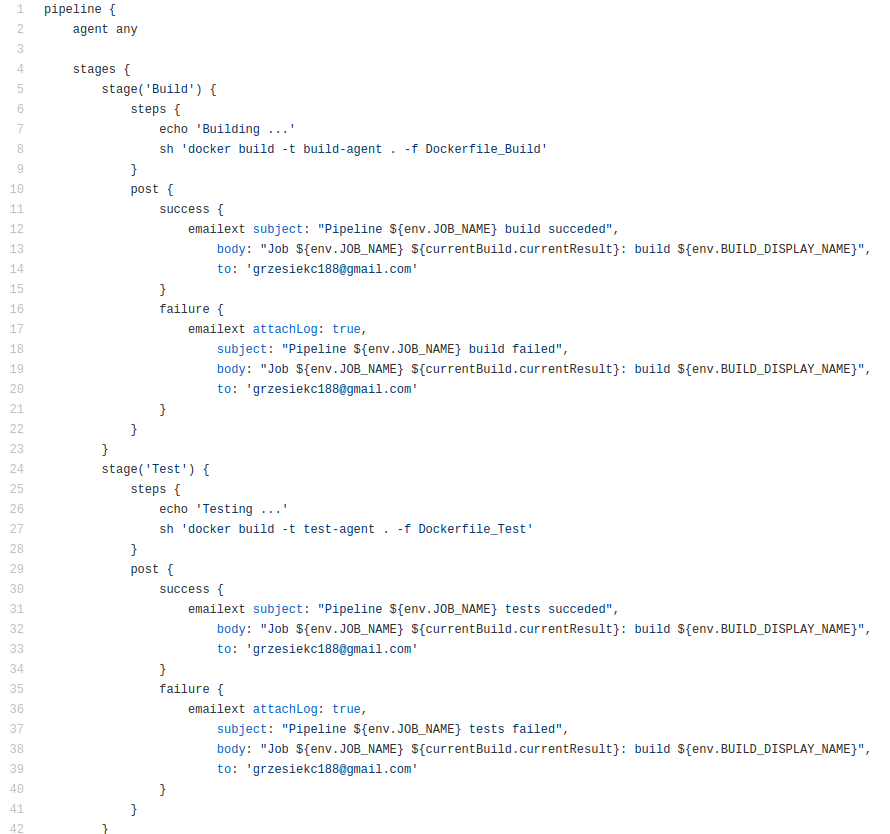 1 pipeline {
2     agent any
3
4     stages {
5         stage('Build') {
6             steps {
7                 echo 'Building ...'
8                 sh 'docker build -t build-agent . -f Dockerfile_Build'
9             }
10             post {
11                 success {
12                     emailext subject: "Pipeline ${env.JOB_NAME} build succeded",
13                         body: "Job ${env.JOB_NAME} ${currentBuild.currentResult}: build ${env.BUILD_DISPLAY_NAME}",
14                         to: 'grzesiekc188@gmail.com'
15                 }
16                 failure {
17                     emailext attachLog: true,
18                         subject: "Pipeline ${env.JOB_NAME} build failed",
19                         body: "Job ${env.JOB_NAME} ${currentBuild.currentResult}: build ${env.BUILD_DISPLAY_NAME}",
20                         to: 'grzesiekc188@gmail.com'
21                 }
22             }
23         }
24         stage('Test') {
25             steps {
26                 echo 'Testing ...'
27                 sh 'docker build -t test-agent . -f Dockerfile_Test'
28             }
29             post {
30                 success {
31                     emailext subject: "Pipeline ${env.JOB_NAME} tests succeded",
32                         body: "Job ${env.JOB_NAME} ${currentBuild.currentResult}: build ${env.BUILD_DISPLAY_NAME}",
33                         to: 'grzesiekc188@gmail.com'
34                 }
35                 failure {
36                     emailext attachLog: true,
37                         subject: "Pipeline ${env.JOB_NAME} tests failed",
38                         body: "Job ${env.JOB_NAME} ${currentBuild.currentResult}: build ${env.BUILD_DISPLAY_NAME}",
39                         to: 'grzesiekc188@gmail.com'
40                 }
41             }
42         }